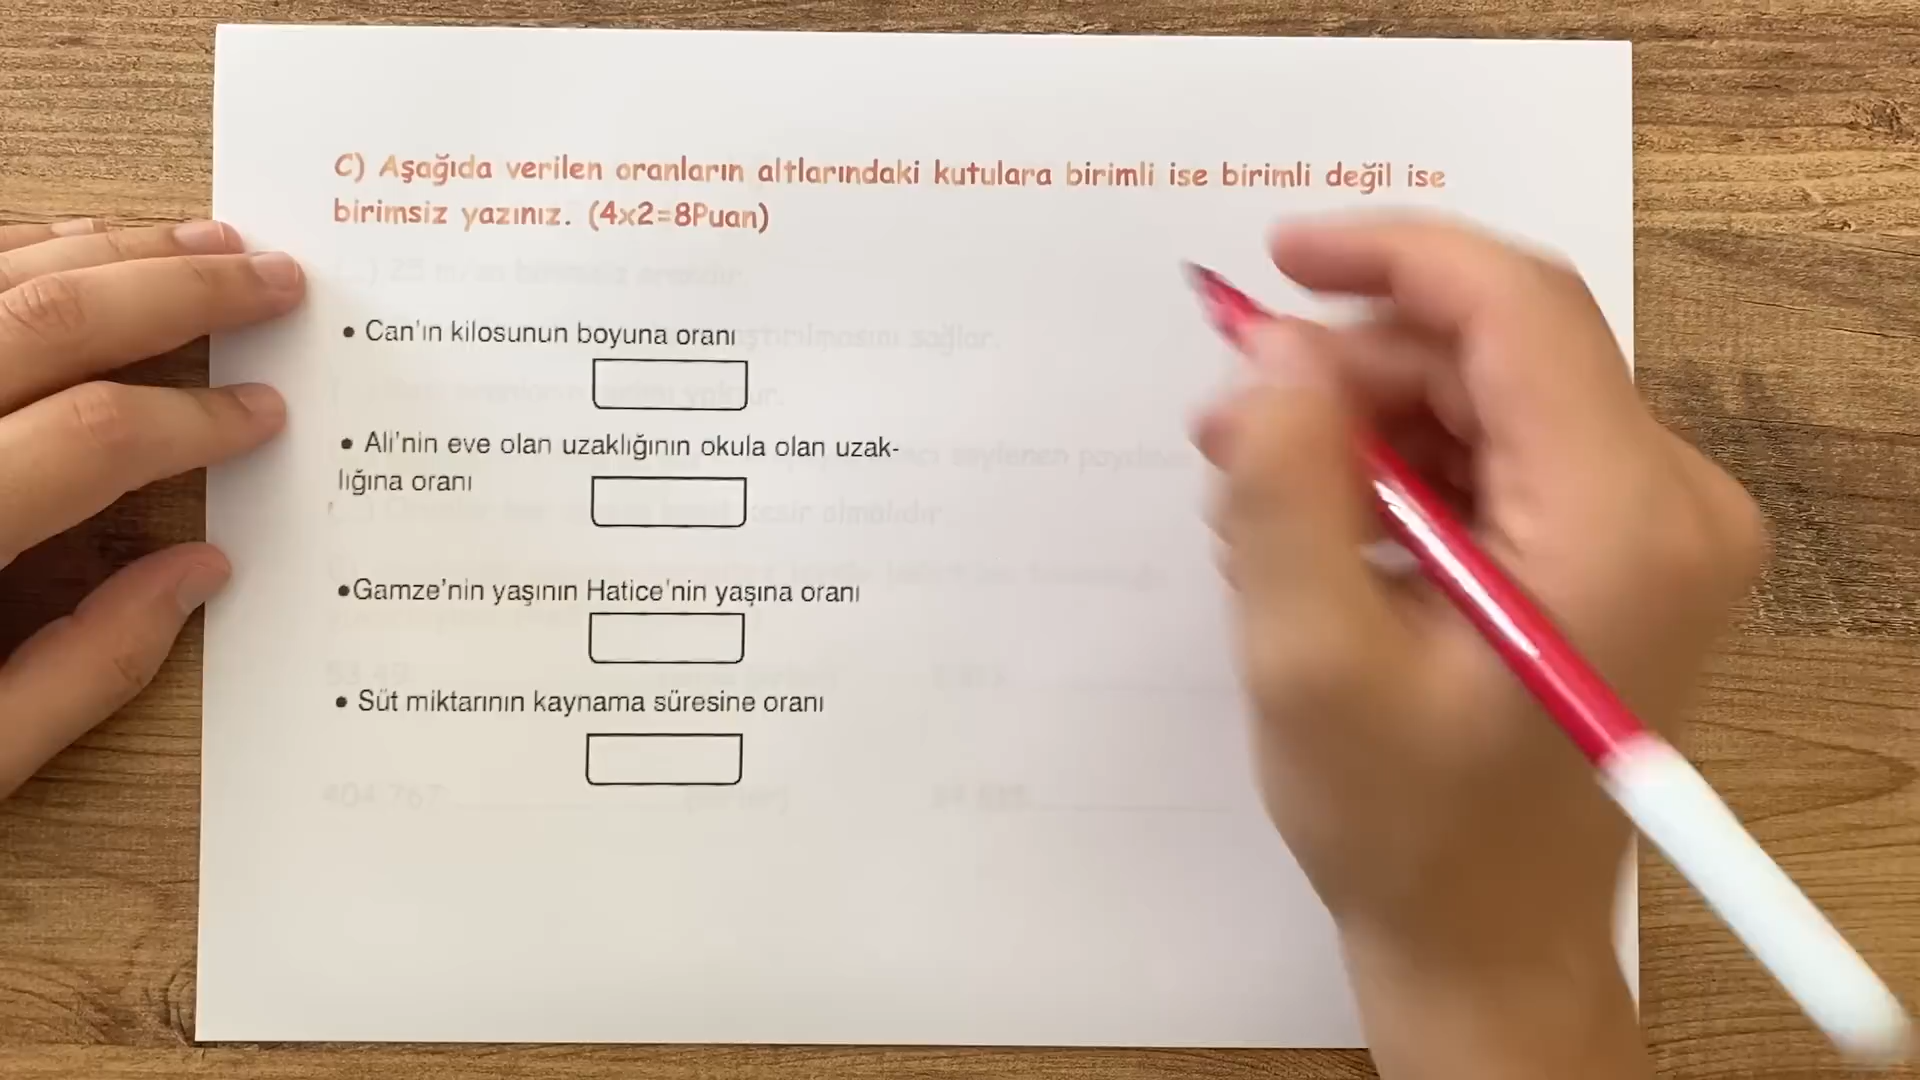 C) Aşağıda verilen oranların altlarındaki kutulara birimli ise birimli değil ise
birimsiz yazınız. (4x2=8Puan)
• Can'ın kilosunun boyuna oranı
• Ali'nin eve olan uzaklığının okula olan uzak-
lığına oranı
•Gamze'nin yaşının Hatice'nin yaşına oranı
• Süt miktarının kaynama süresine oranı